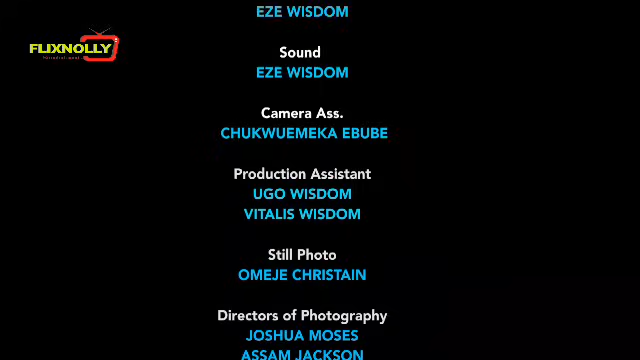 EZE WISDOM
FLIXNOLLY
Sound
EZE WISDOM
Camera Ass.
CHUKWUEMEKA EBUBE
Production Assistant
UGO WISDOM
VITALIS WISDOM
Still Photo
OMEJE CHRISTAIN
Directors of Photography
JOSHUA MOSES
ASSAM JACKSON